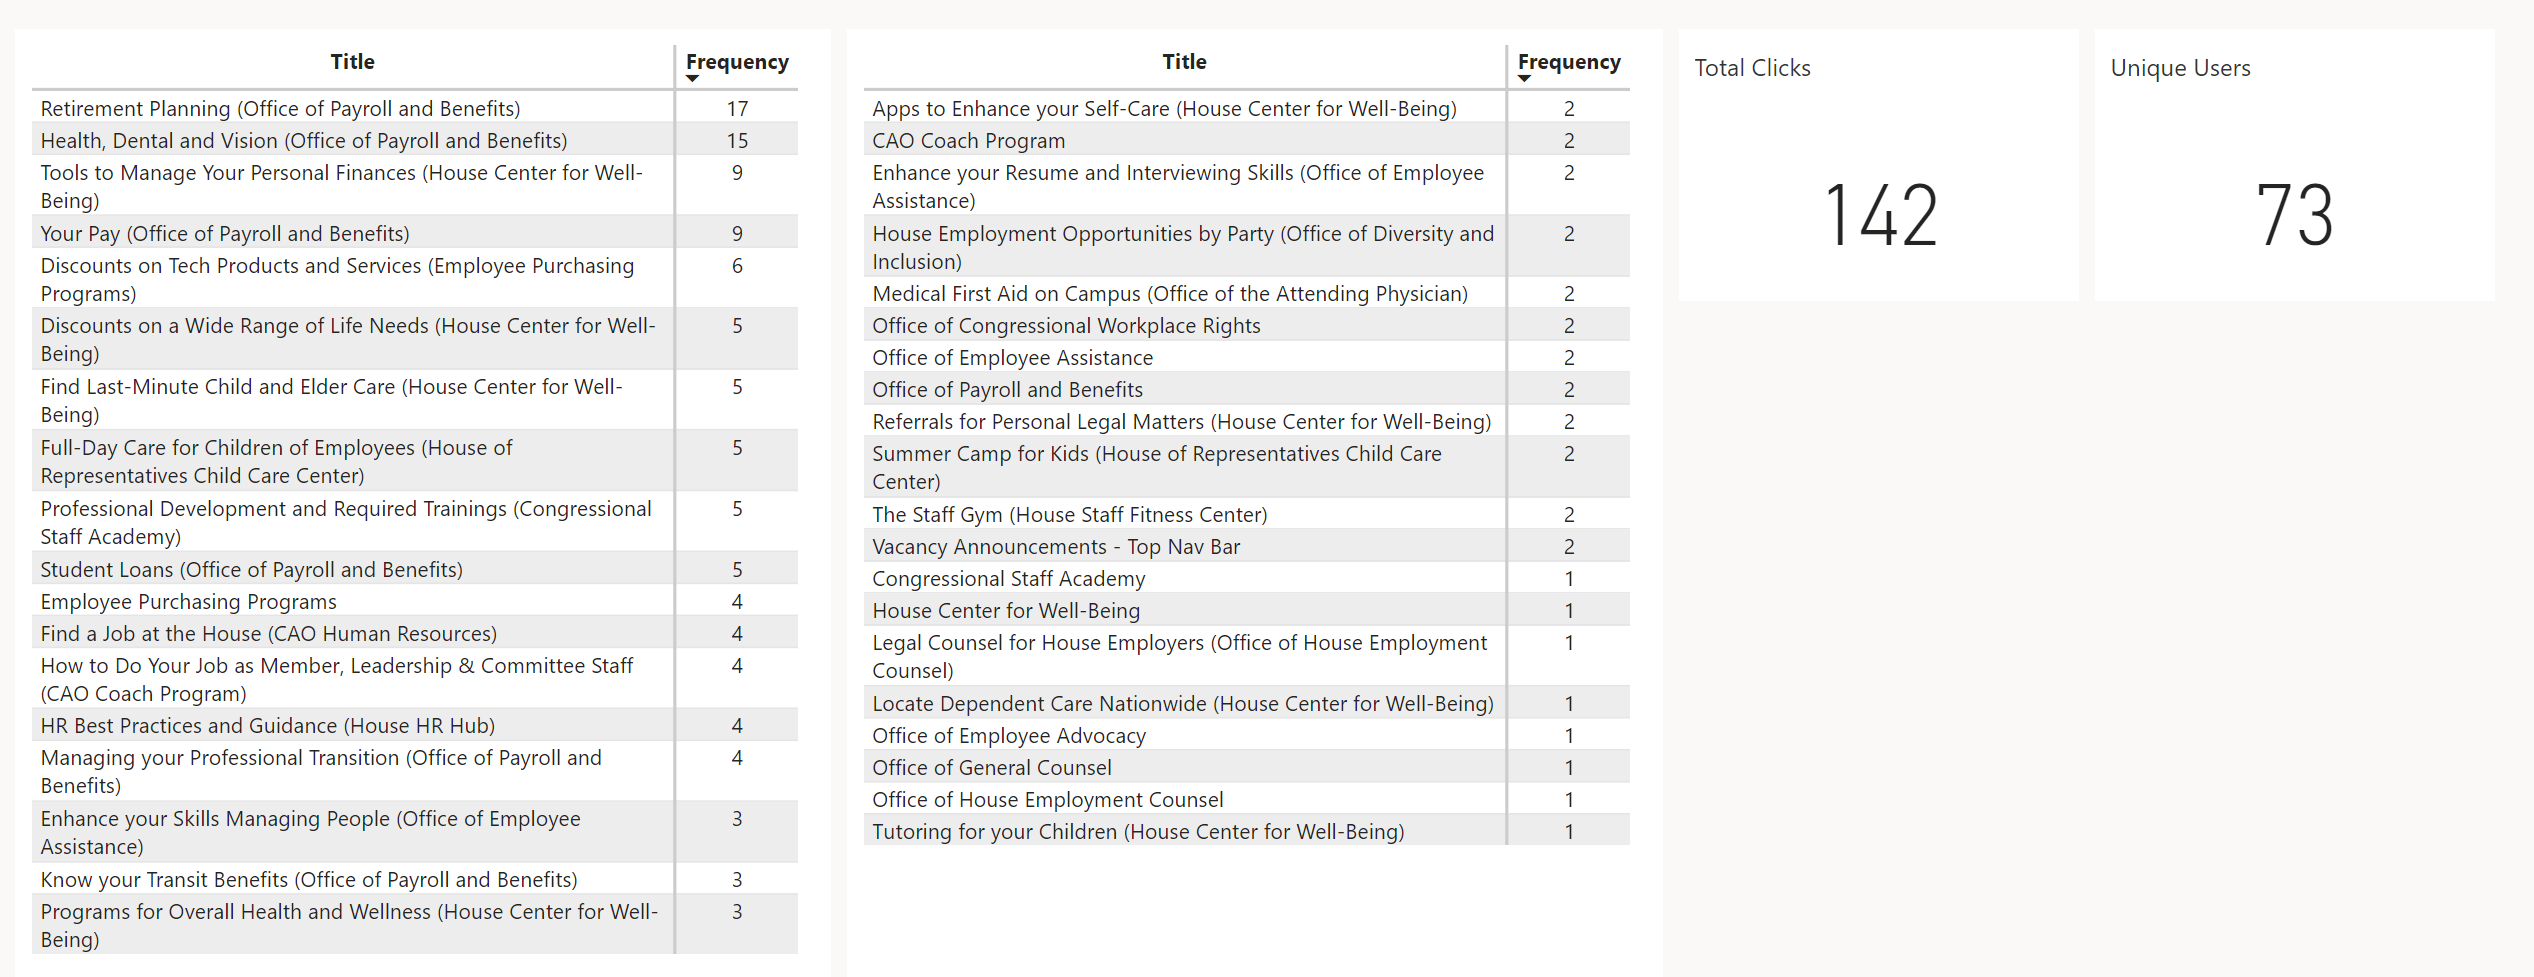 Title Frequency
Retirement Planning (Office of Payroll and Benefits) 17
Health, Dental and Vision (Office of Payroll and Benefits) 15
Tools to Manage Your Personal Finances (House Center for Well- 9
Being)
Your Pay (Office of Payroll and Benefits) 9
Discounts on Tech Products and Services (Employee Purchasing 6
Programs)
Discounts on a Wide Range of Life Needs (House Center for Well- 5
Being)
Find Last-Minute Child and Elder Care (House Center for Well- 5
Being)
Full-Day Care for Children of Employees (House of 5
Representatives Child Care Center)
Professional Development and Required Trainings (Congressional 5
Staff Academy)
Student Loans (Office of Payroll and Benefits) 5
Employee Purchasing Programs 4
Find a Job at the House (CAO Human Resources) 4
How to Do Your Job as Member, Leadership & Committee Staff 4
(CAO Coach Program)
HR Best Practices and Guidance (House HR Hub) 4
Managing your Professional Transition (Office of Payroll and 4
Benefits)
Enhance your Skills Managing People (Office of Employee 3
Assistance)
Know your Transit Benefits (Office of Payroll and Benefits) 3
Programs for Overall Health and Wellness (House Center for Well- 3
Being)
Title Frequency
Apps to Enhance your Self-Care (House Center for Well-Being) 2
CAO Coach Program 2
Enhance your Resume and Interviewing Skills (Office of Employee 2
Assistance)
House Employment Opportunities by Party (Office of Diversity and 2
Inclusion)
Medical First Aid on Campus (Office of the Attending Physician) 2
Office of Congressional Workplace Rights 2
Office of Employee Assistance 2
Office of Payroll and Benefits 2
Referrals for Personal Legal Matters (House Center for Well-Being) 2
Summer Camp for Kids (House of Representatives Child Care 2
Center)
The Staff Gym (House Staff Fitness Center) 2
Vacancy Announcements - Top Nav Bar 2
Congressional Staff Academy 1
House Center for Well-Being 1
Legal Counsel for House Employers (Office of House Employment 1
Counsel)
Locate Dependent Care Nationwide (House Center for Well-Being) 1
Office of Employee Advocacy 1
Office of General Counsel 1
Office of House Employment Counsel 1
Tutoring for your Children (House Center for Well-Being) 1
Total Clicks
142
Unique Users
73